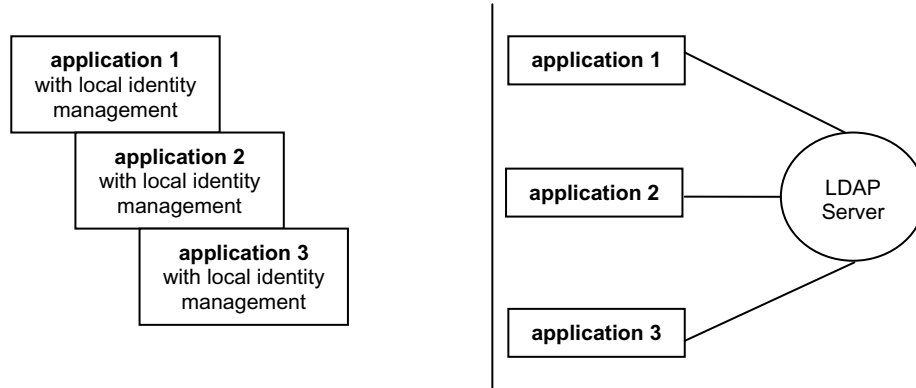 application 1
with local identity
management
application 2
with local identity
management
application 3
with local identity
management
application 1
application 2
application 3
LDAP
Server